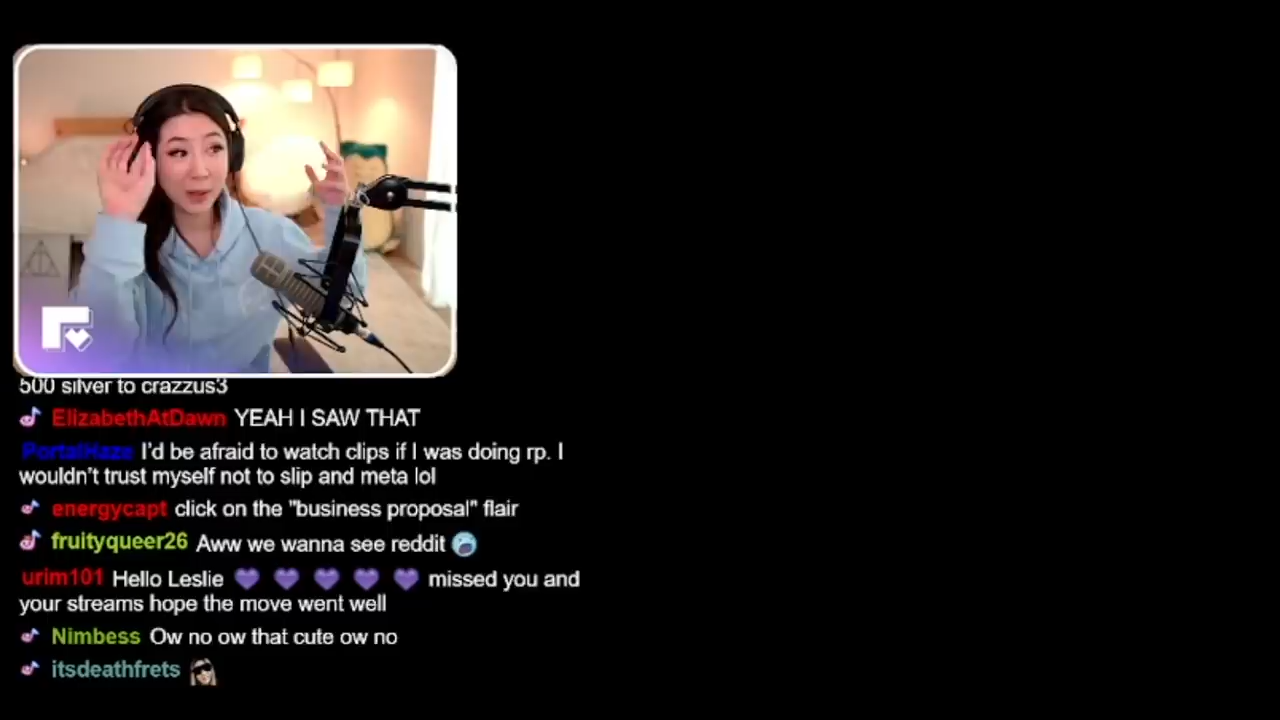 500 silver to crazzus3
ElizabethAtDawn YEAH I SAW THAT
PortalHaze I'd be afraid to watch clips if I was doing rp. I
wouldn't trust myself not to slip and meta lol
energycapt click on the "business proposal" flair
fruityqueer26 Aww we wanna see reddit
urim101 Hello Leslie 💜 💜 💜 💜 💜 missed you and
your streams hope the move went well
Nimbess Ow no ow that cute ow no
itsdeathfrets